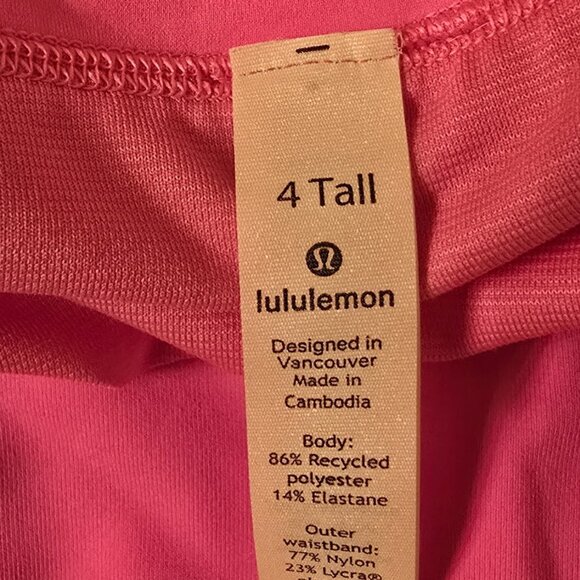 4 Tall
lululemon
Designed in
Vancouver
Made in
Cambodia
Body:
86% Recycled
polyester
14% Elastane
Outer
waistband:
77% Nylon
23% Lycra®